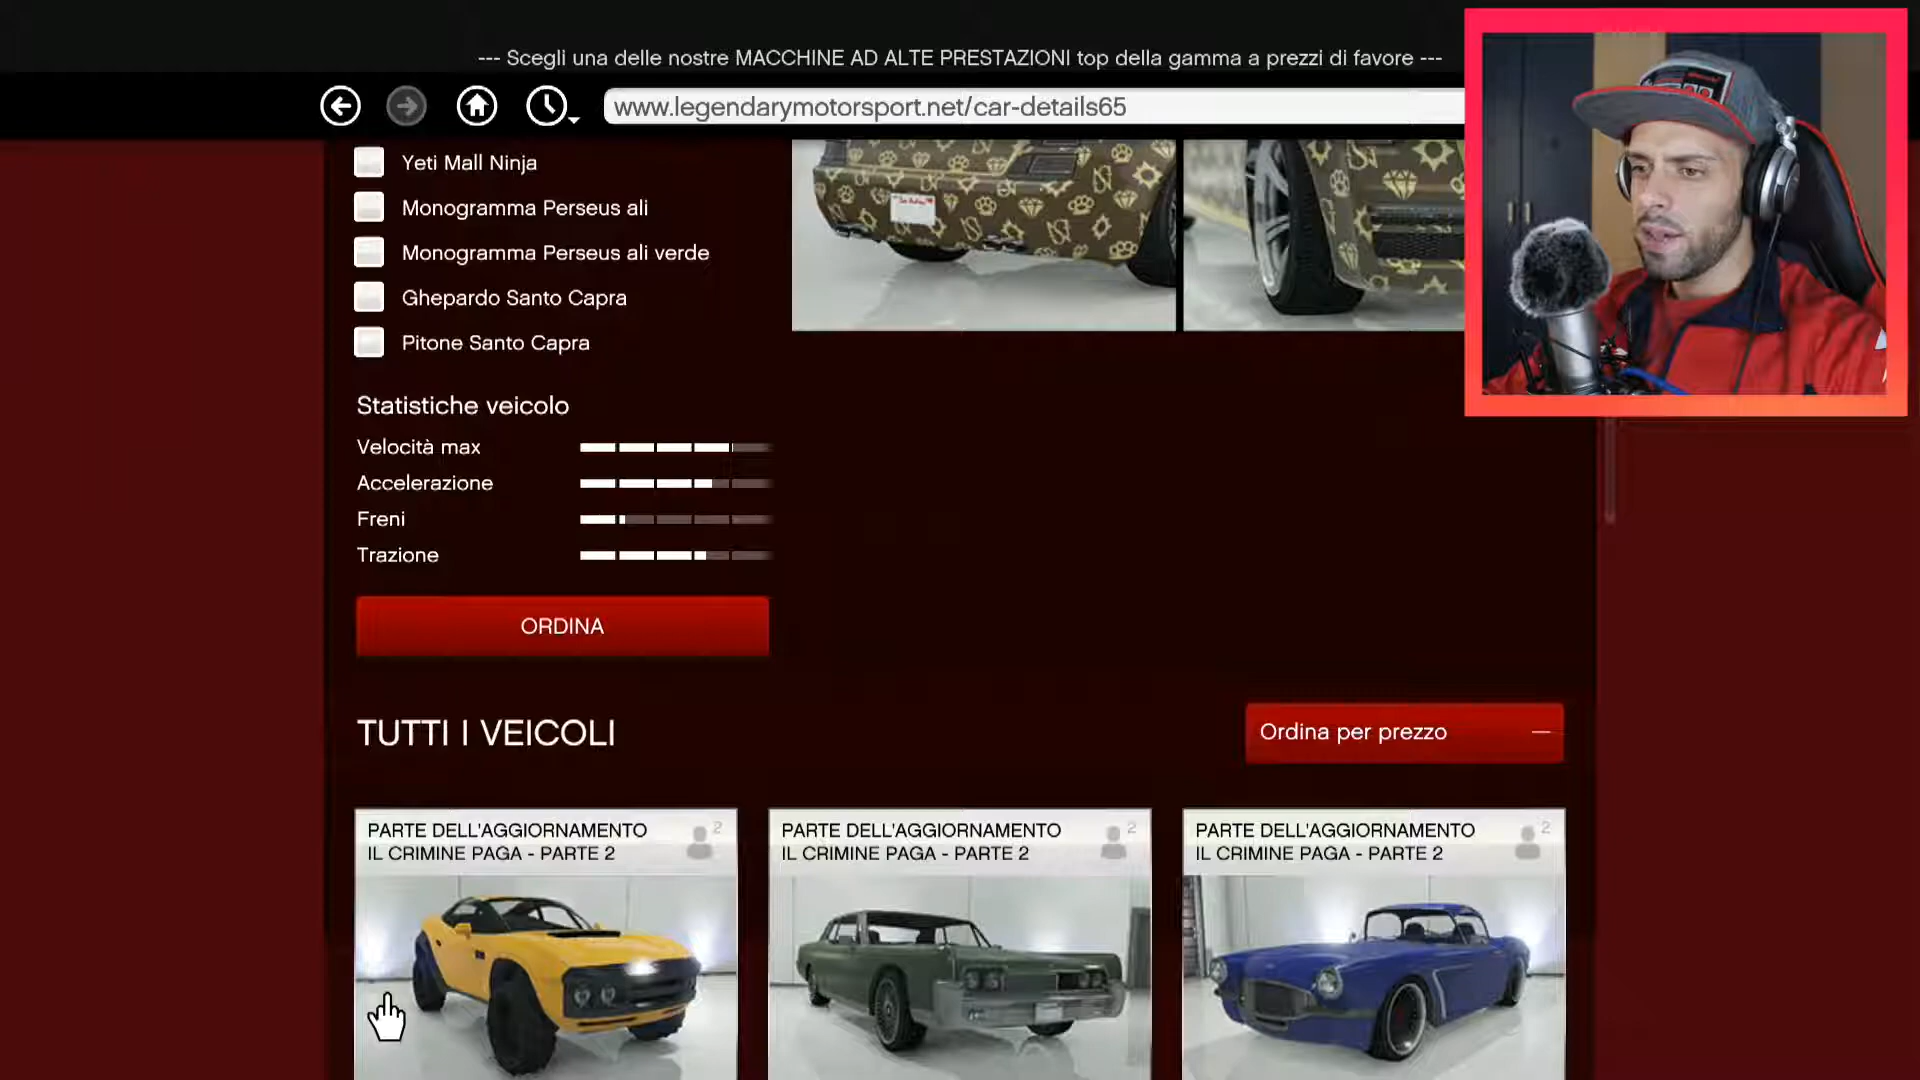 --- Scegli una delle nostre MACCHINE AD ALTE PRESTAZIONI top della gamma a prezzi di favore ---
www.legendarymotorsport.net/car-details65
Yeti Mall Ninja
Monogramma Perseus ali
Monogramma Perseus ali verde
Ghepardo Santo Capra
Pitone Santo Capra
Statistiche veicolo
Velocità max
Accelerazione
Freni
Trazione
ORDINA
TUTTI I VEICOLI
Ordina per prezzo
PARTE DELL'AGGIORNAMENTO
IL CRIMINE PAGA - PARTE 2
2
PARTE DELL'AGGIORNAMENTO
IL CRIMINE PAGA - PARTE 2
2
PARTE DELL'AGGIORNAMENTO
IL CRIMINE PAGA - PARTE 2
2